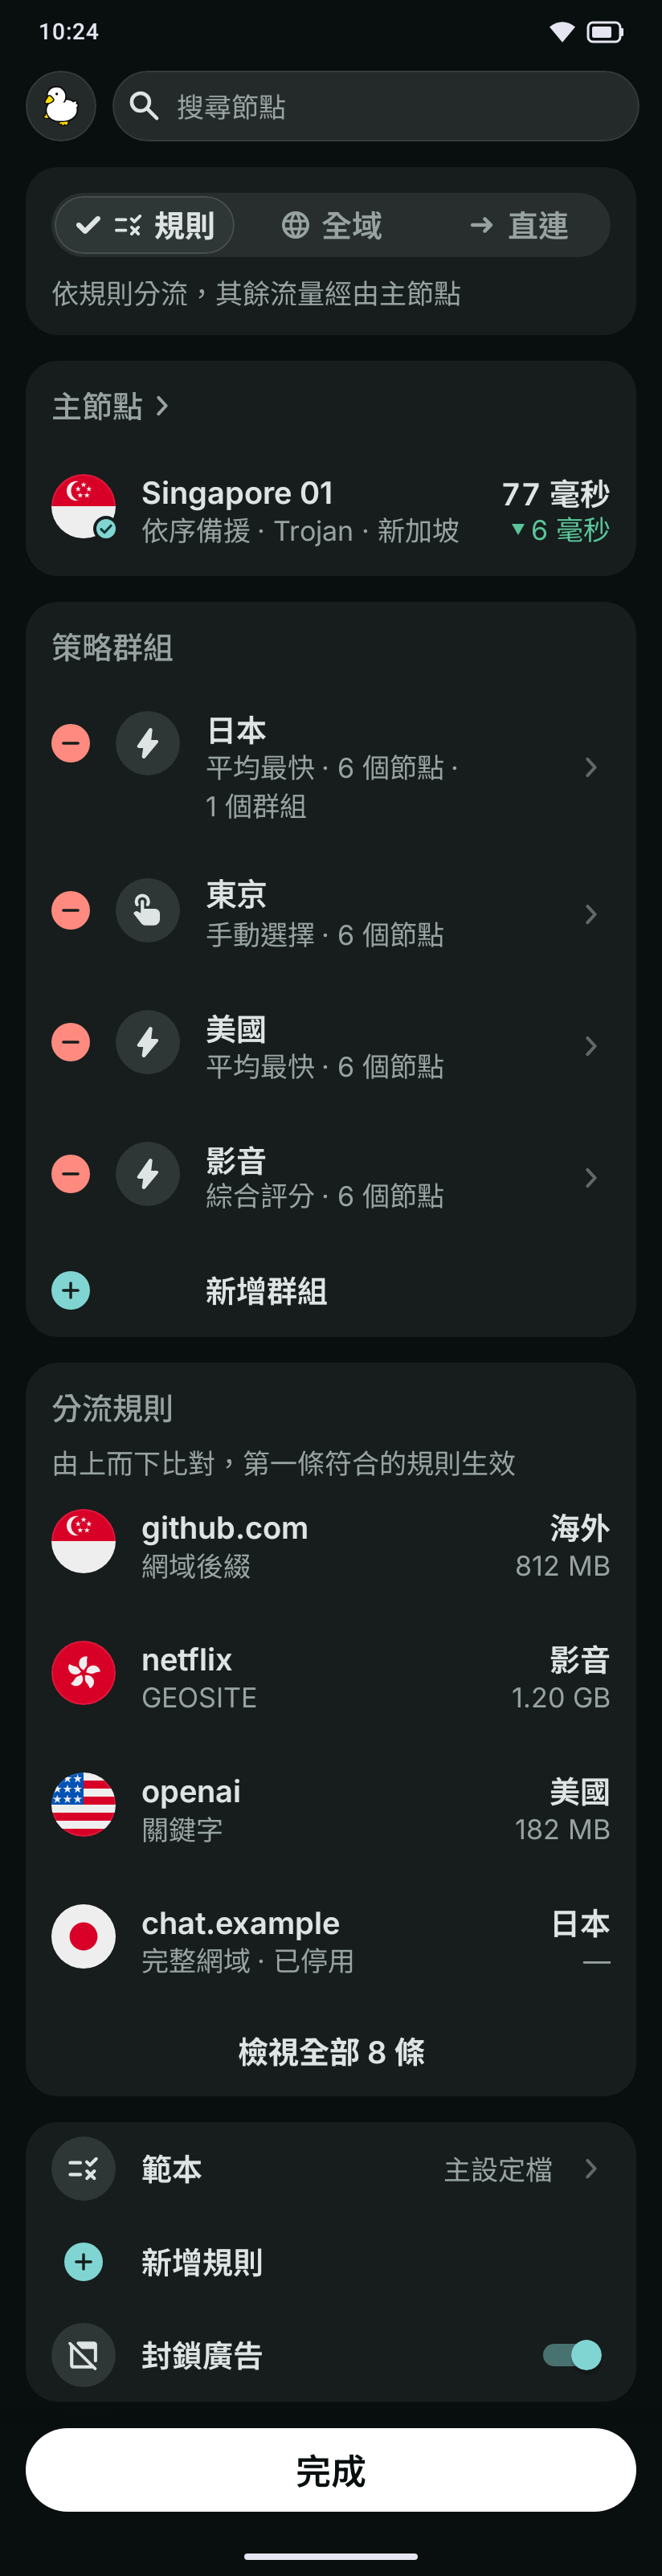 10:24
搜尋節點
規則 全域 直連
依規則分流，其餘流量經由主節點
主節點
Singapore 01 77 毫秒
依序備援 · Trojan · 新加坡 6 毫秒
策略群組
日本
平均最快 · 6 個節點 ·
1 個群組
東京
手動選擇 · 6 個節點
美國
平均最快 · 6 個節點
影音
綜合評分 · 6 個節點
新增群組
分流規則
由上而下比對，第一條符合的規則生效
github.com 海外
網域後綴 812 MB
netflix 影音
GEOSITE 1.20 GB
openai 美國
關鍵字 182 MB
chat.example 日本
完整網域 · 已停用 —
檢視全部 8 條
範本 主設定檔
新增規則
封鎖廣告
完成